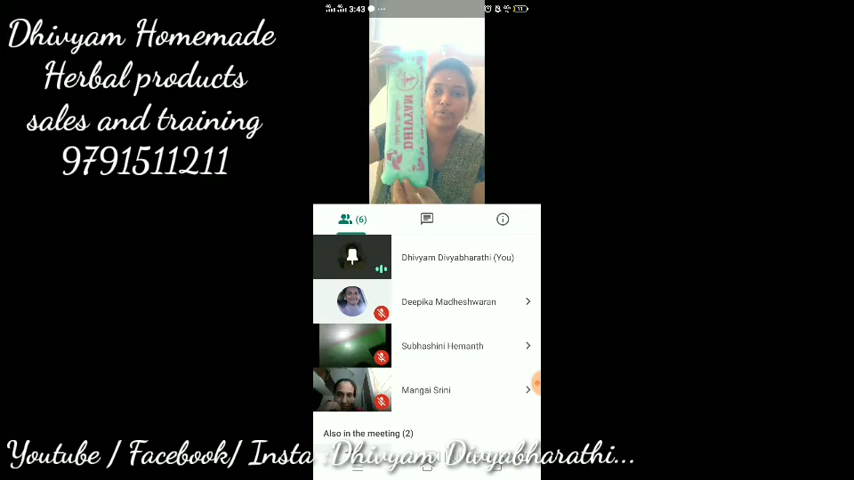 3:43
Dhivyam Homemade
Herbal products
sales and training
9791511211
(6)
Dhivyam Divyabharathi (You)
Deepika Madheshwaran
Subhashini Hemanth
Mangai Srini
Also in the meeting (2)
Youtube / Facebook/ Insta : Dhivyam Divyabharathi...